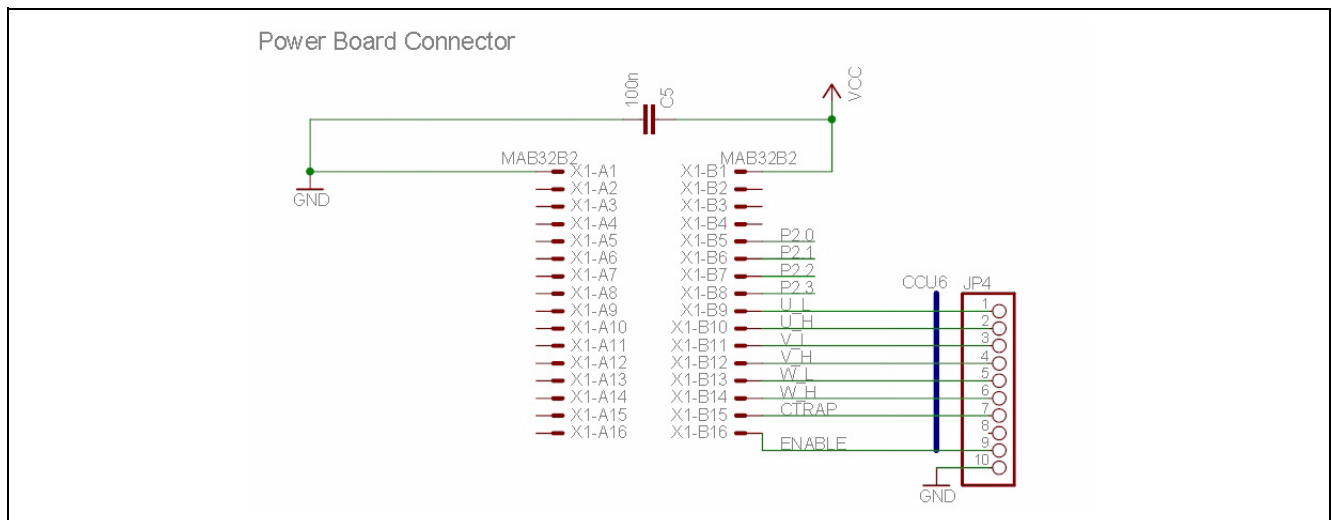 Power Board Connector
100n
C5
VCC
MAB32B2 MAB32B2
X1-A1 X1-B1
GND
X1-A2 X1-B2
X1-A3 X1-B3
X1-A4 X1-B4
X1-A5 X1-B5 P2.0
X1-A6 X1-B6 P2.1
X1-A7 X1-B7 P2.2
X1-A8 X1-B8 P2.3 CCU6 JP4
X1-A9 X1-B9 U_L 1
X1-A10 X1-B10 U_H 2
X1-A11 X1-B11 V_L 3
X1-A12 X1-B12 V_H 4
X1-A13 X1-B13 W_L 5
X1-A14 X1-B14 W_H 6
X1-A15 X1-B15 CTRAP 7
X1-A16 X1-B16 8
ENABLE 9
10
GND